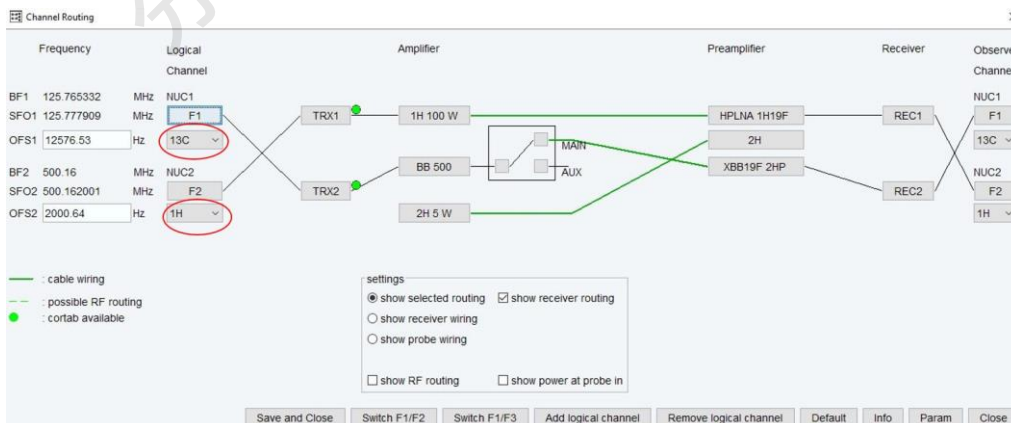 分
Channel Routing
Frequency Logical Channel Amplifier Preamplifier Receiver Observe Channel
BF1 125.765332 MHz NUC1 NUC1
SFO1 125.777909 MHz F1 TRX1 1H 100 W HPLNA 1H19F REC1 F1
OFS1 12576.53 Hz 13C MAIN 2H 13C
BF2 500.16 MHz NUC2 BB 500 AUX XBB19F 2HP NUC2
SFO2 500.162001 MHz F2 TRX2 REC2 F2
OFS2 2000.64 Hz 1H 2H 5 W 1H
: cable wiring
: possible RF routing
: cortab available
settings
show selected routing show receiver routing
show receiver wiring
show probe wiring
show RF routing show power at probe in
Save and Close Switch F1/F2 Switch F1/F3 Add logical channel Remove logical channel Default Info Param Close